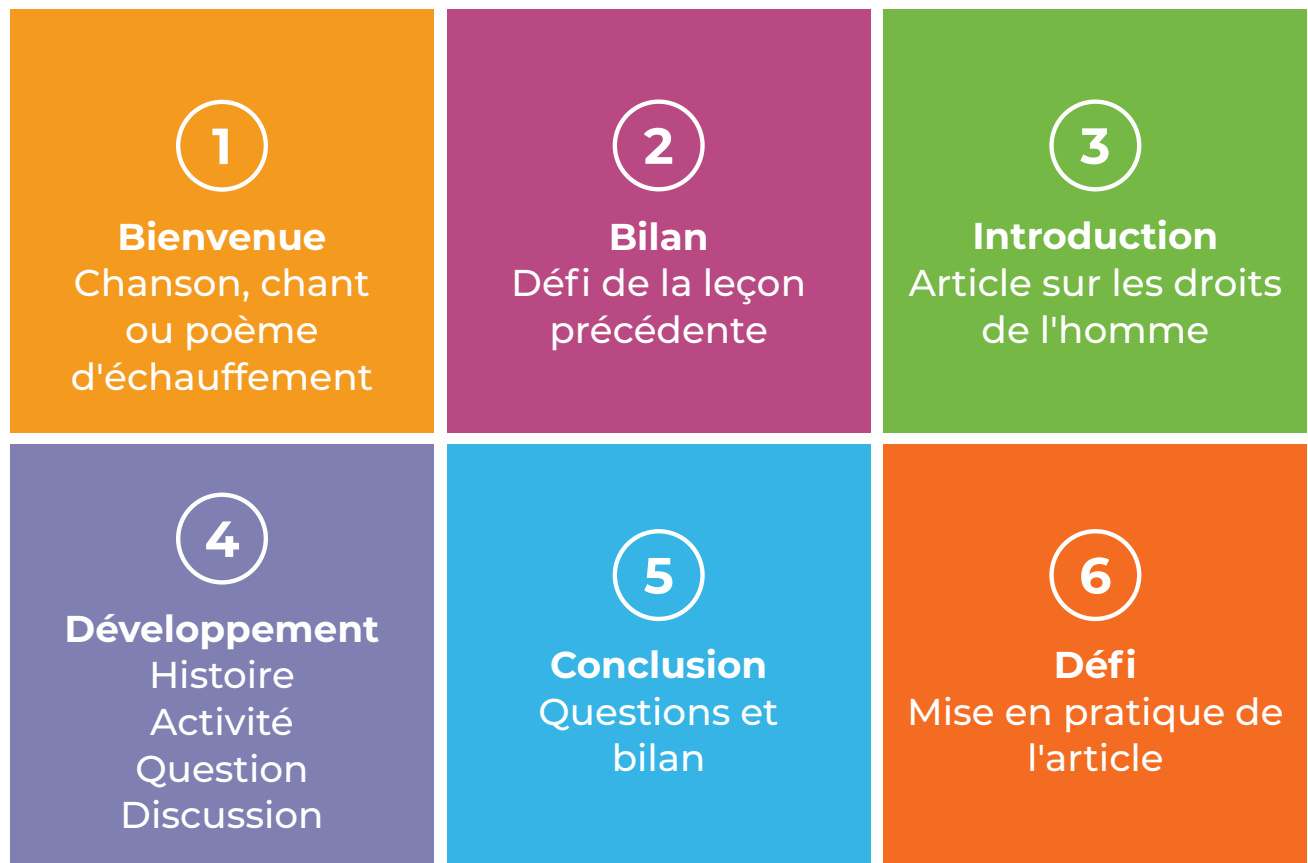 1
Bienvenue
Chanson, chant
ou poème
d'échauffement
2
Bilan
Défi de la leçon
précédente
3
Introduction
Article sur les droits
de l'homme
4
Développement
Histoire
Activité
Question
Discussion
5
Conclusion
Questions et
bilan
6
Défi
Mise en pratique de
l'article